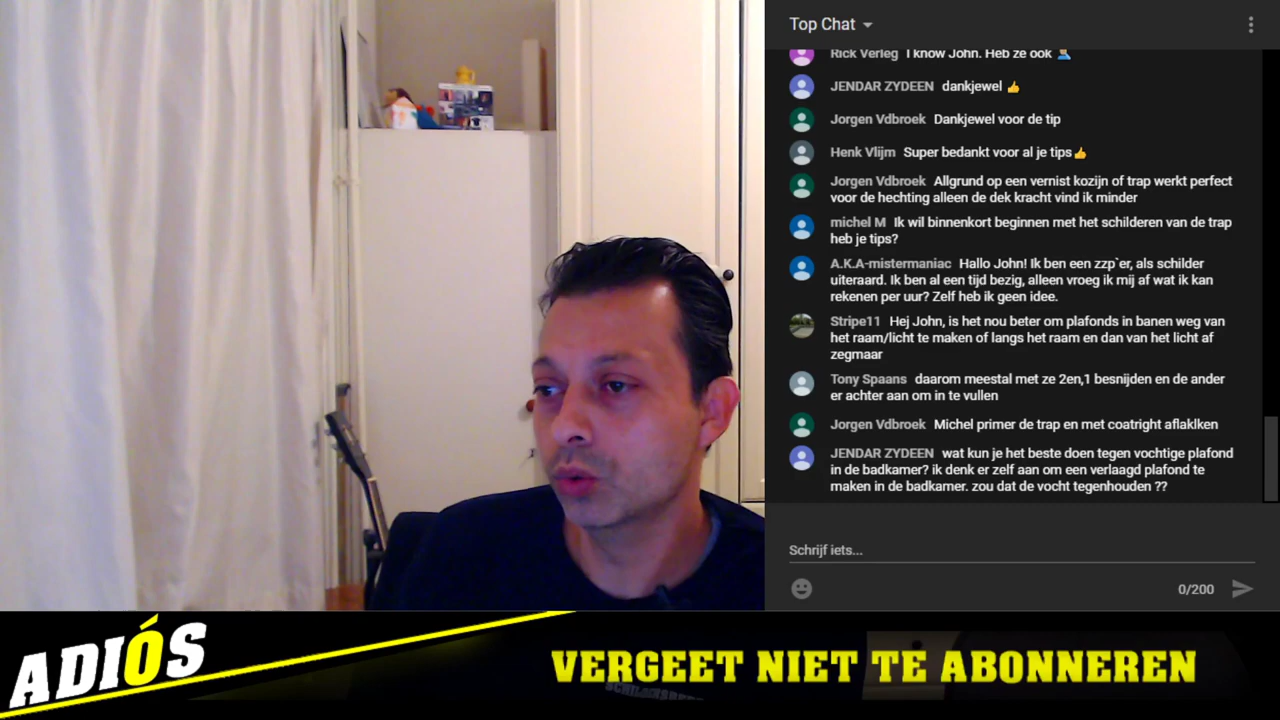 Top Chat
Rick Verleg I know John. Heb ze ook
JENDAR ZYDEEN dankjewel 👍
Jorgen Vdbroek Dankjewel voor de tip
Henk Vlijm Super bedankt voor al je tips👍
Jorgen Vdbroek Allgrund op een vernist kozijn of trap werkt perfect
voor de hechting alleen de dek kracht vind ik minder
michel M Ik wil binnenkort beginnen met het schilderen van de trap
heb je tips?
A.K.A-mistermaniac Hallo John! Ik ben een zzp`er, als schilder
uiteraard. Ik ben al een tijd bezig, alleen vroeg ik mij af wat ik kan
rekenen per uur? Zelf heb ik geen idee.
Stripe11 Hej John, is het nou beter om plafonds in banen weg van
het raam/licht te maken of langs het raam en dan van het licht af
zegmaar
Tony Spaans daarom meestal met ze 2en,1 besnijden en de ander
er achter aan om in te vullen
Jorgen Vdbroek Michel primer de trap en met coatright aflaklken
JENDAR ZYDEEN wat kun je het beste doen tegen vochtige plafond
in de badkamer? ik denk er zelf aan om een verlaagd plafond te
maken in de badkamer. zou dat de vocht tegenhouden ??
Schrijf iets...
0/200
ADIÓS
VERGEET NIET TE ABONNEREN